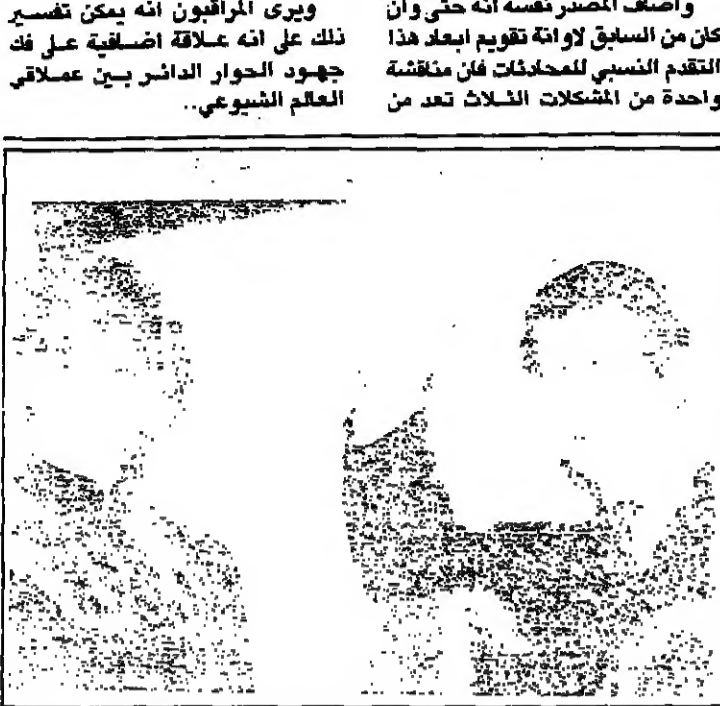 واضاف المصدر نفسه انه حتى وان
كان من السابق لاوانة تقويم ابعاد هذا
التقدم النسبي للمحادثات فان مناقشة
واحدة من المشكلات الثلاث تعد من
ويرى المراقبون انه يمكن تفسير
ذلك على انه علاقة اضافية على فك
جهود الحوار الدائر بين عملاقي
العالم الشيوعي..